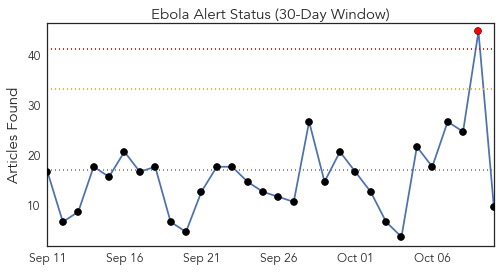 Ebola Alert Status (30-Day Window)
Articles Found
40
30
20
10
Sep 11
Sep 16
Sep 21
Sep 26
Oct 01
Oct 06